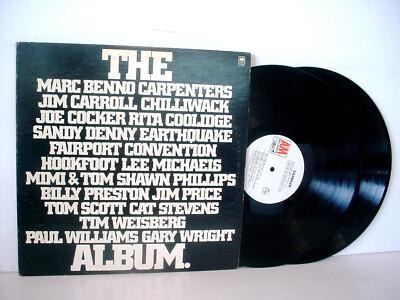 THE
MARC BENNO CARPENTERS
JIM CARROLL CHILLIWACK
JOE COCKER RITA COOLIDGE
SANDY DENNY EARTHQUAKE
FAIRPORT CONVENTION
HOOKFOOT LEE MICHAELS
MIMI & TOM SHAWN PHILLIPS
BILLY PRESTON JIM PRICE
TOM SCOTT CAT STEVENS
TIM WEISBERG
PAUL WILLIAMS GARY WRIGHT
ALBUM.
A&M